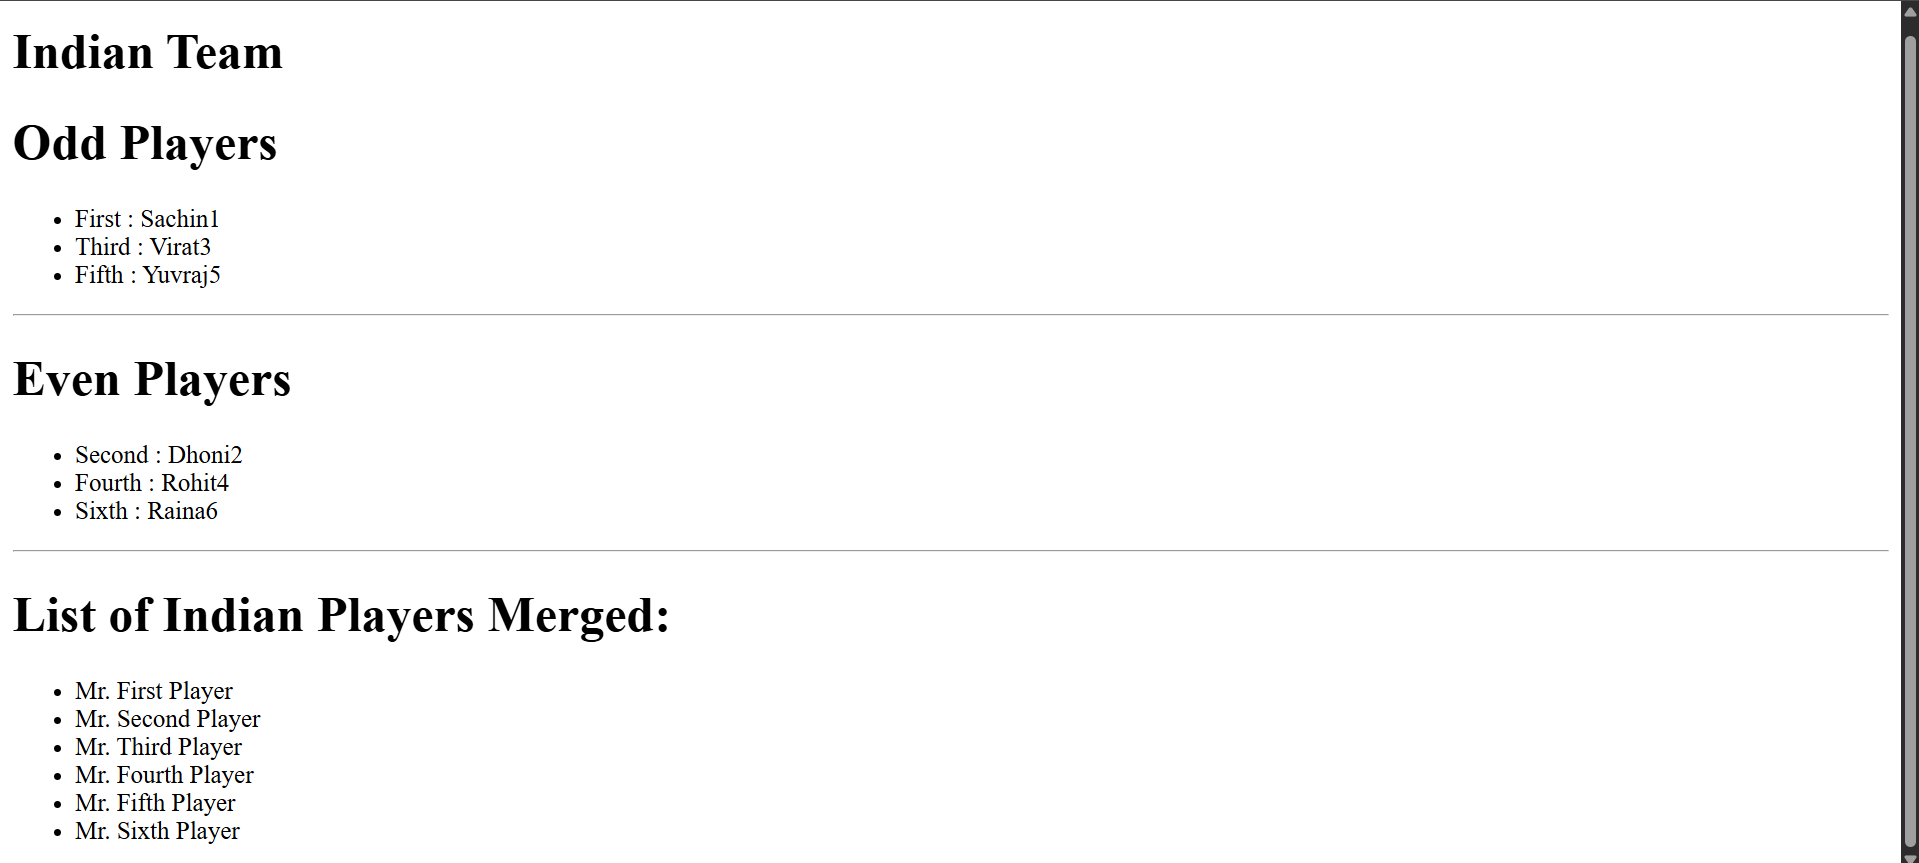 Indian Team
Odd Players
First : Sachin1
Third : Virat3
Fifth : Yuvraj5
Even Players
Second : Dhoni2
Fourth : Rohit4
Sixth : Raina6
List of Indian Players Merged:
Mr. First Player
Mr. Second Player
Mr. Third Player
Mr. Fourth Player
Mr. Fifth Player
Mr. Sixth Player